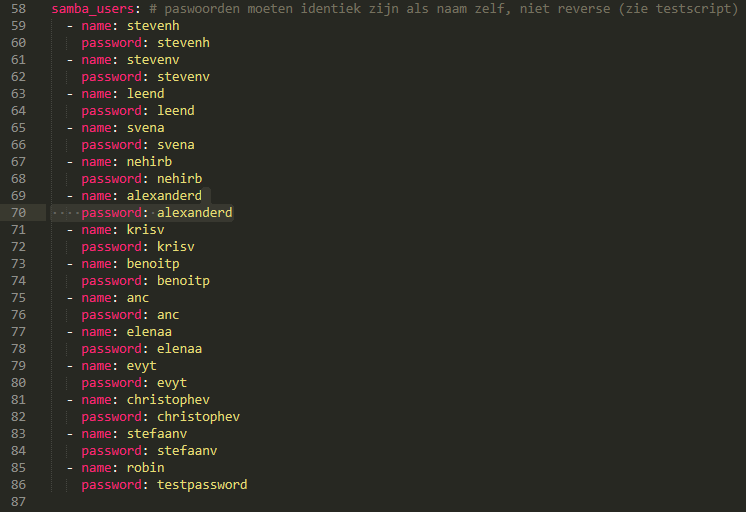 58 samba_users: # paswoorden moeten identiek zijn als naam zelf, niet reverse (zie testscript)
59 - name: stevenh
60 password: stevenh
61 - name: stevenv
62 password: stevenv
63 - name: leend
64 password: leend
65 - name: svena
66 password: svena
67 - name: nehirb
68 password: nehirb
69 - name: alexanderd
70 password: alexanderd
71 - name: krisv
72 password: krisv
73 - name: benoitp
74 password: benoitp
75 - name: anc
76 password: anc
77 - name: elenaa
78 password: elenaa
79 - name: evyt
80 password: evyt
81 - name: christophev
82 password: christophev
83 - name: stefaanv
84 password: stefaanv
85 - name: robin
86 password: testpassword
87